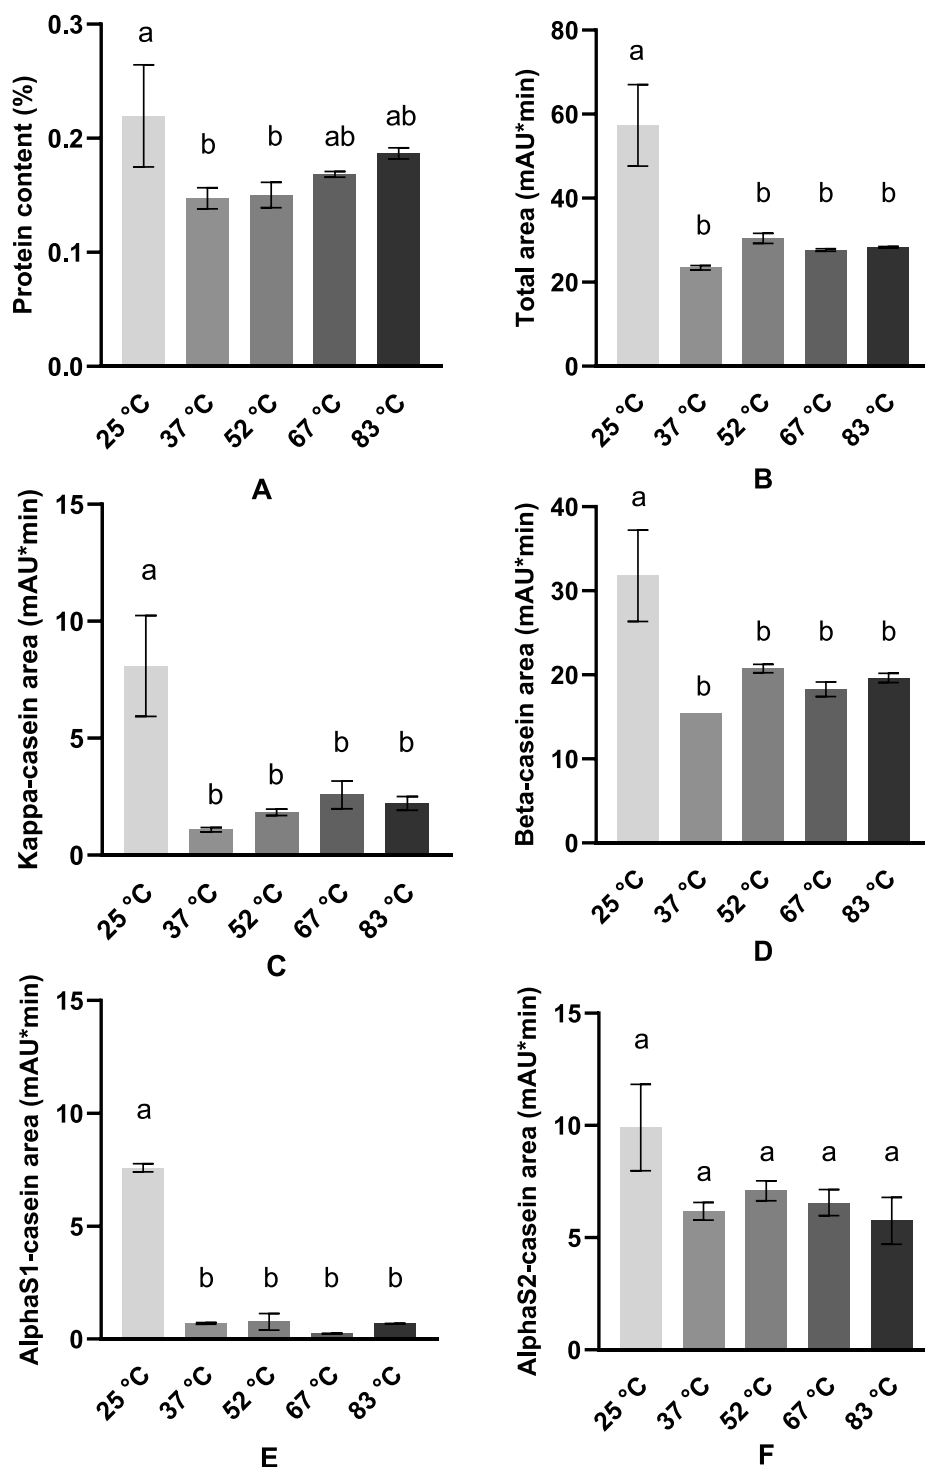 Protein content (%)
0.3
0.2
0.1
0.0
a
b
b
ab
ab
25 °C
37 °C
52 °C
67 °C
83 °C
A
Total area (mAU*min)
80
60
40
20
0
a
b
b
b
b
25 °C
37 °C
52 °C
67 °C
83 °C
B
Kappa-casein area (mAU*min)
15
10
5
0
a
b
b
b
b
25 °C
37 °C
52 °C
67 °C
83 °C
C
Beta-casein area (mAU*min)
40
30
20
10
0
a
b
b
b
b
25 °C
37 °C
52 °C
67 °C
83 °C
D
AlphaS1-casein area (mAU*min)
15
10
5
0
a
b
b
b
b
25 °C
37 °C
52 °C
67 °C
83 °C
E
AlphaS2-casein area (mAU*min)
15
10
5
0
a
a
a
a
a
25 °C
37 °C
52 °C
67 °C
83 °C
F